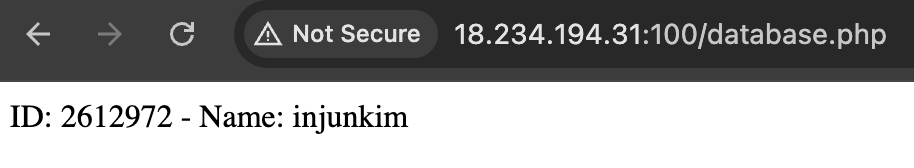 Not Secure 18.234.194.31:100/database.php
ID: 2612972 - Name: injunkim